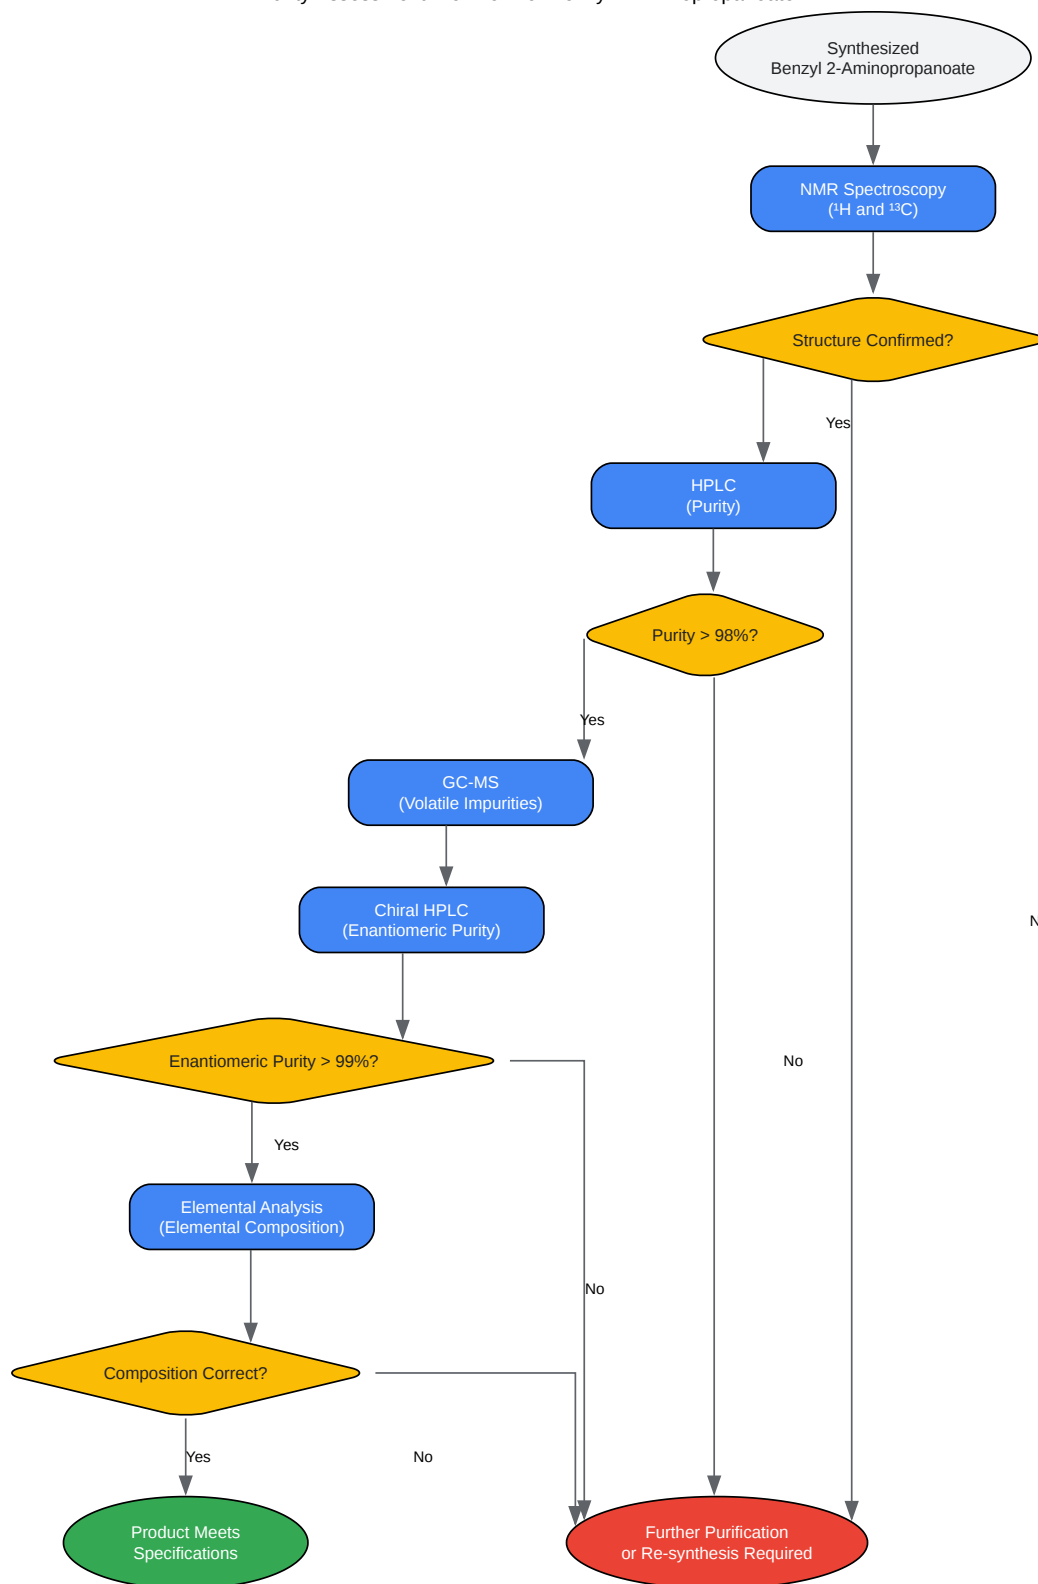 Synthesized
Benzyl 2-Aminopropanoate
NMR Spectroscopy
(¹H and ¹³C)
Structure Confirmed?
Yes
HPLC
(Purity)
Purity > 98%?
Yes
GC-MS
(Volatile Impurities)
Chiral HPLC
(Enantiomeric Purity)
Enantiomeric Purity > 99%?
No
Yes
Elemental Analysis
(Elemental Composition)
No
Composition Correct?
Yes
No
Product Meets
Specifications
Further Purification
or Re-synthesis Required